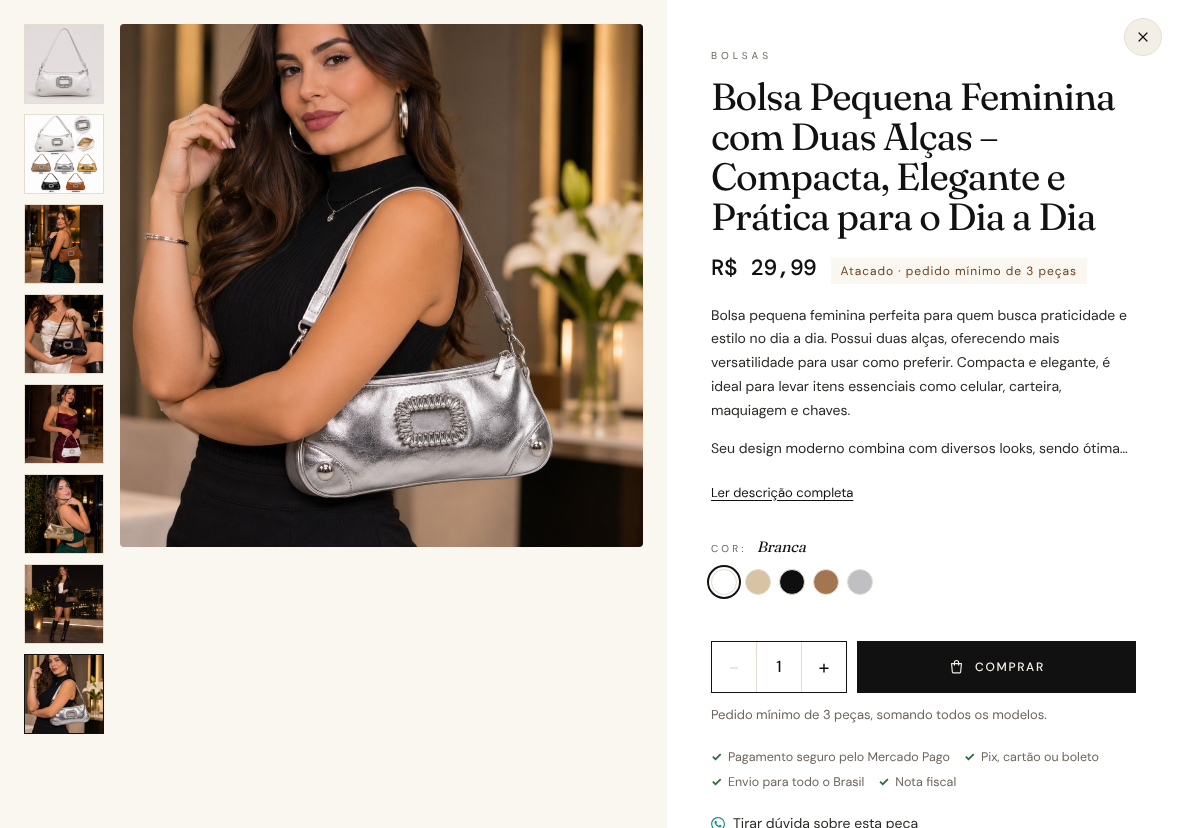 BOLSAS
Bolsa Pequena Feminina
com Duas Alças –
Compacta, Elegante e
Prática para o Dia a Dia
R$ 29,99
Atacado · pedido mínimo de 3 peças
Bolsa pequena feminina perfeita para quem busca praticidade e
estilo no dia a dia. Possui duas alças, oferecendo mais
versatilidade para usar como preferir. Compacta e elegante, é
ideal para levar itens essenciais como celular, carteira,
maquiagem e chaves.
Seu design moderno combina com diversos looks, sendo ótima…
Ler descrição completa
COR: Branca
− 1 +
COMPRAR
Pedido mínimo de 3 peças, somando todos os modelos.
✓ Pagamento seguro pelo Mercado Pago ✓ Pix, cartão ou boleto
✓ Envio para todo o Brasil ✓ Nota fiscal
Tirar dúvida sobre esta peça